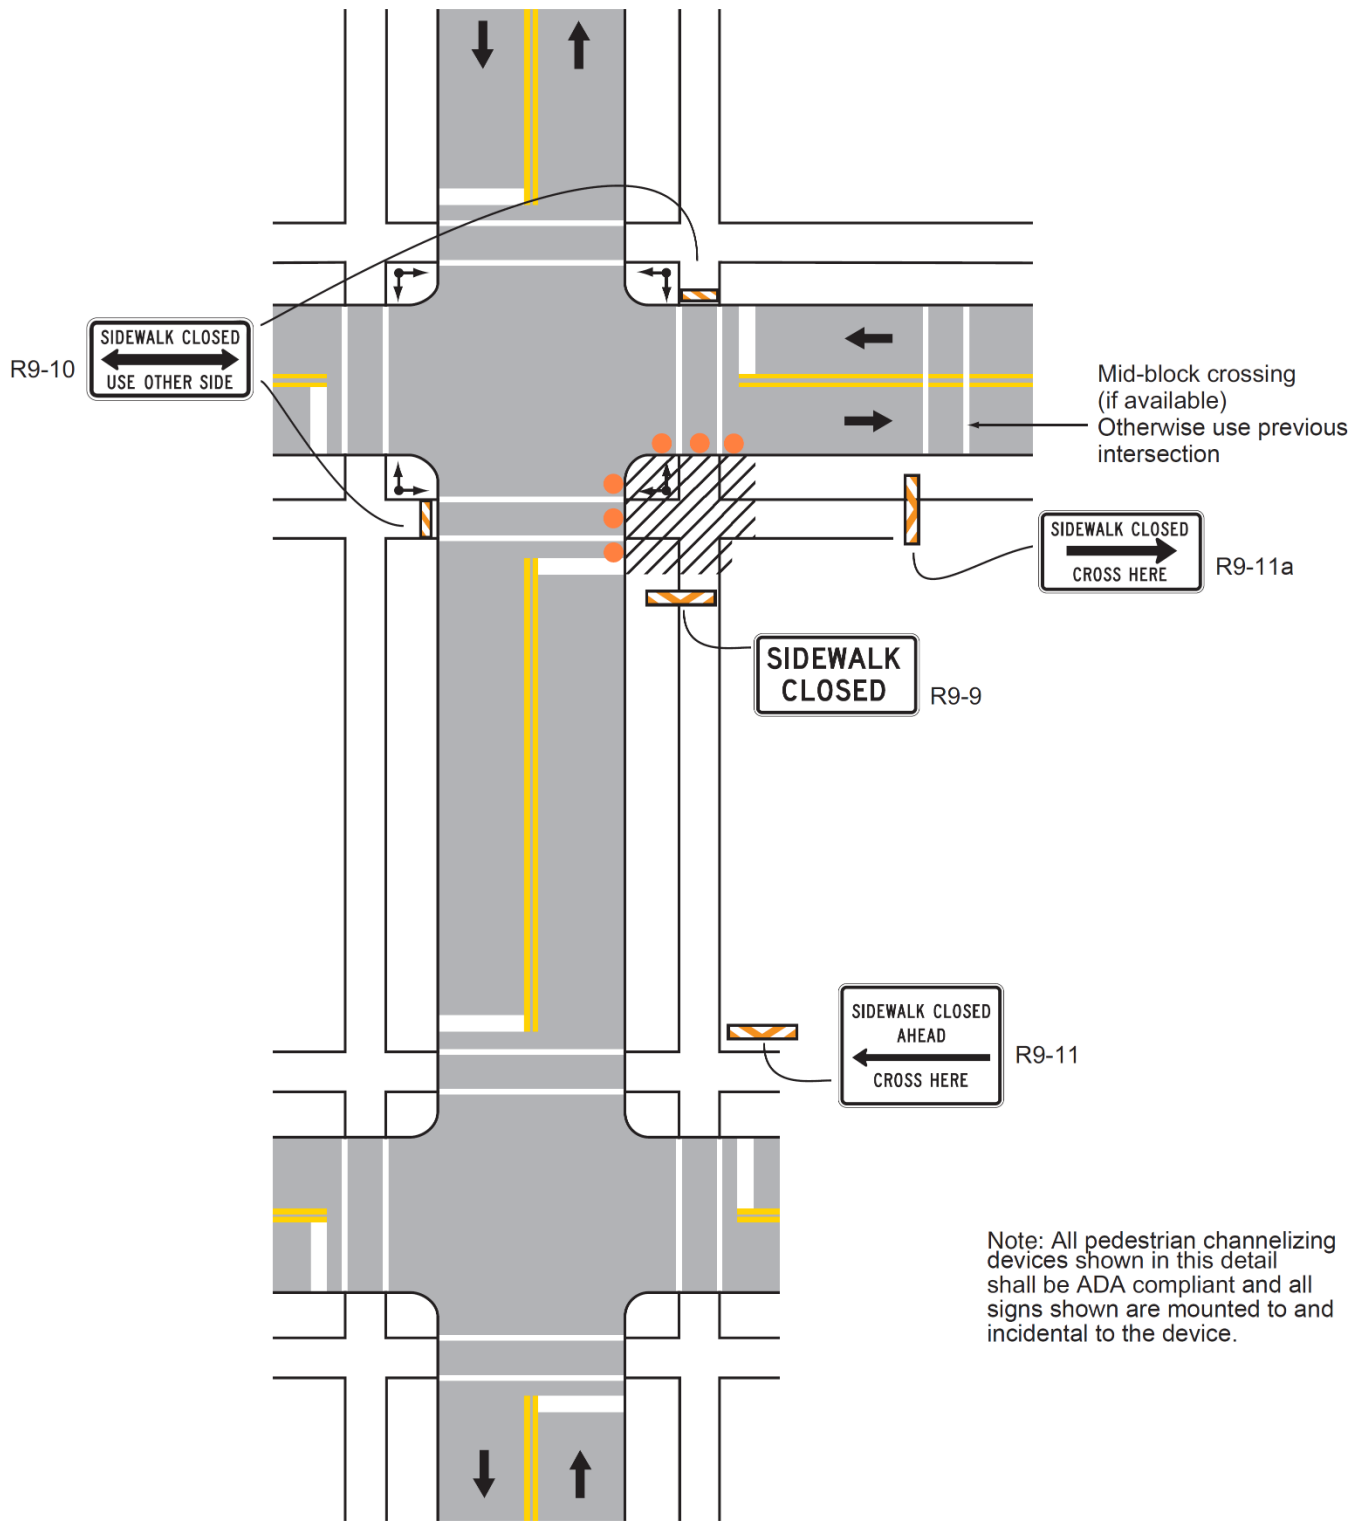 R9-10
SIDEWALK CLOSED
USE OTHER SIDE
Mid-block crossing
(if available)
Otherwise use previous
intersection
SIDEWALK CLOSED
CROSS HERE
R9-11a
SIDEWALK
CLOSED
R9-9
SIDEWALK CLOSED
AHEAD
CROSS HERE
R9-11
Note: All pedestrian channelizing
devices shown in this detail
shall be ADA compliant and all
signs shown are mounted to and
incidental to the device.